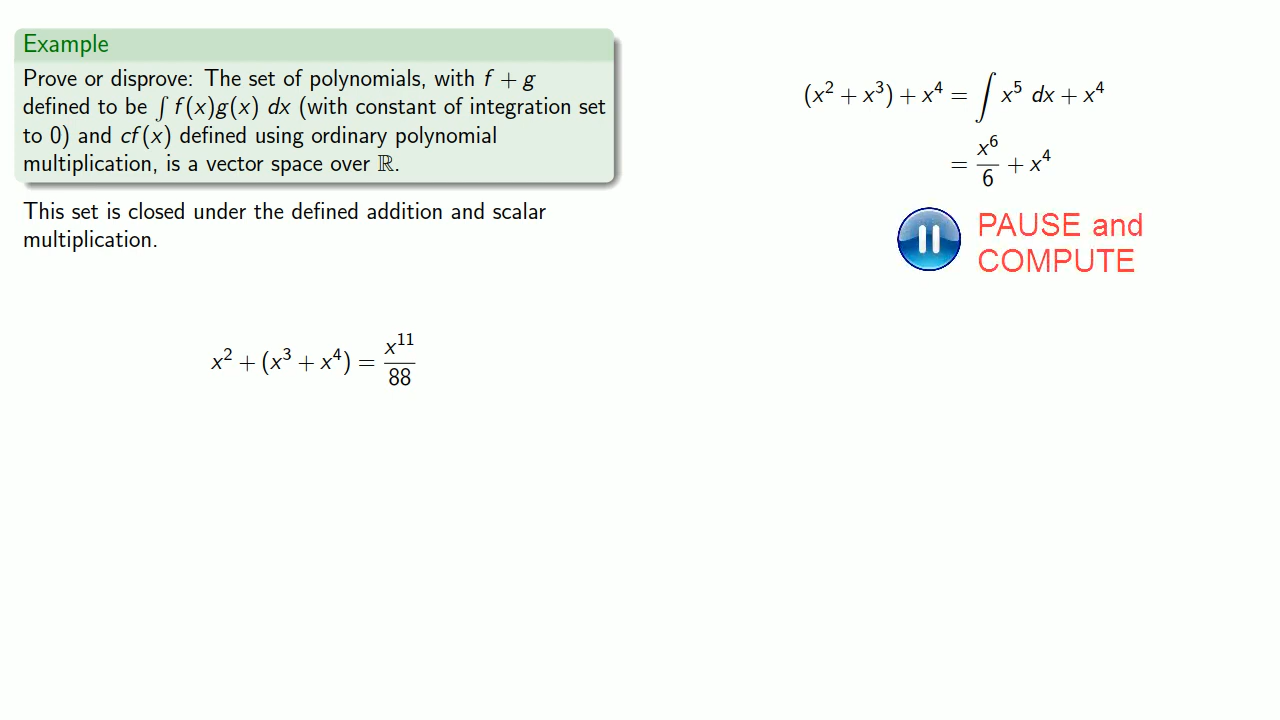 Example
Prove or disprove: The set of polynomials, with f + g
defined to be ∫ f(x)g(x) dx (with constant of integration set
to 0) and cf(x) defined using ordinary polynomial
multiplication, is a vector space over ℝ.
This set is closed under the defined addition and scalar
multiplication.
x² + (x³ + x⁴) = x¹¹/88
(x² + x³) + x⁴ = ∫ x⁵ dx + x⁴
= x⁶/6 + x⁴
PAUSE and
COMPUTE